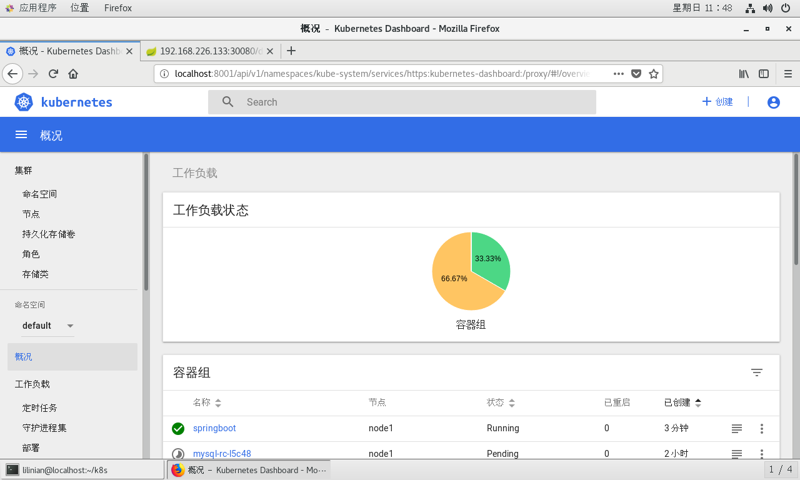 应用程序 位置 Firefox 星期日 11：48
概况 - Kubernetes Dashboard - Mozilla Firefox
概况 - Kubernetes Dashb 192.168.226.133:30080/d
localhost:8001/api/v1/namespaces/kube-system/services/https:kubernetes-dashboard:/proxy/#!/overvie
kubernetes Search 创建
概况
集群
命名空间
节点
持久化存储卷
角色
存储类
命名空间
default
概况
工作负载
定时任务
守护进程集
部署
工作负载
工作负载状态
33.33%
66.67%
容器组
容器组
名称 节点 状态 已重启 已创建
springboot node1 Running 0 3 分钟
mysql-rc-l5c48 node1 Pending 0 2 小时
lilinian@localhost:~/k8s 概况 - Kubernetes Dashboard - Mo··· 1 / 4